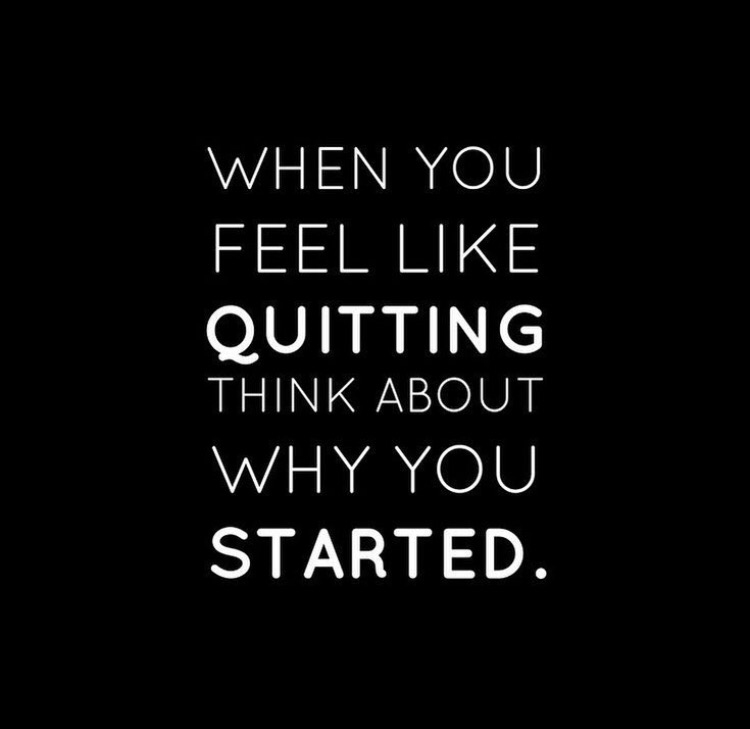 WHEN YOU
FEEL LIKE
QUITTING
THINK ABOUT
WHY YOU
STARTED.